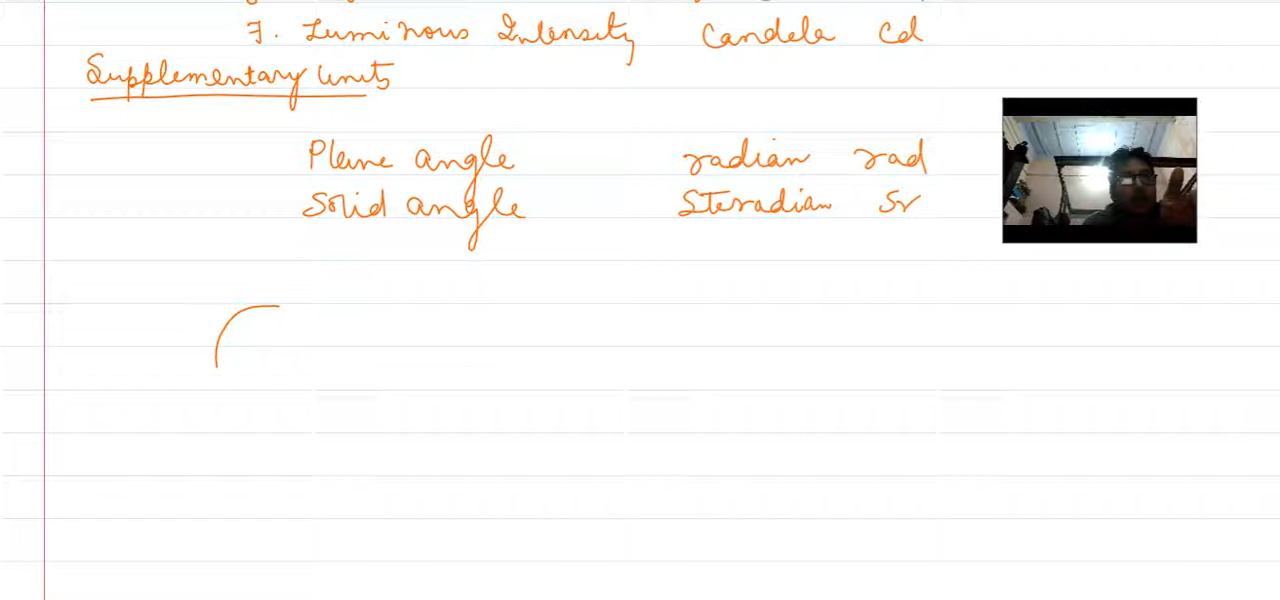 7. Luminous Intensity Candela Cd
Supplementary Units
Plane angle radian rad
Solid angle Steradian Sr